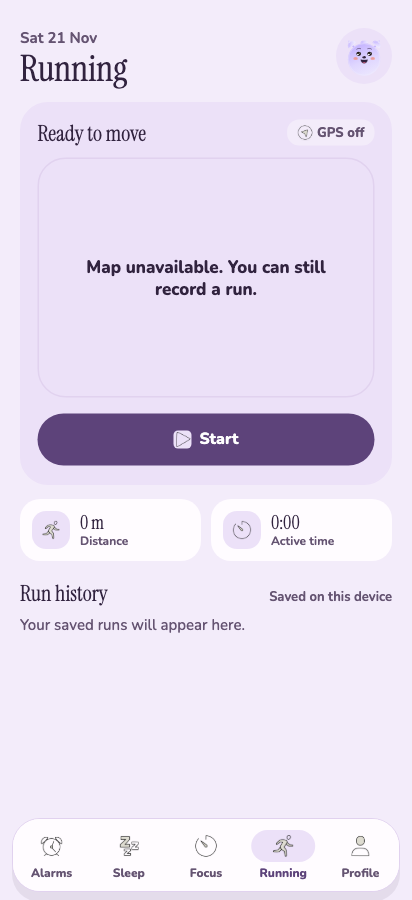 Sat 21 Nov
Running
Ready to move
GPS off
Map unavailable. You can still
record a run.
Start
0 m
Distance
0:00
Active time
Run history
Saved on this device
Your saved runs will appear here.
Alarms
Sleep
Focus
Running
Profile